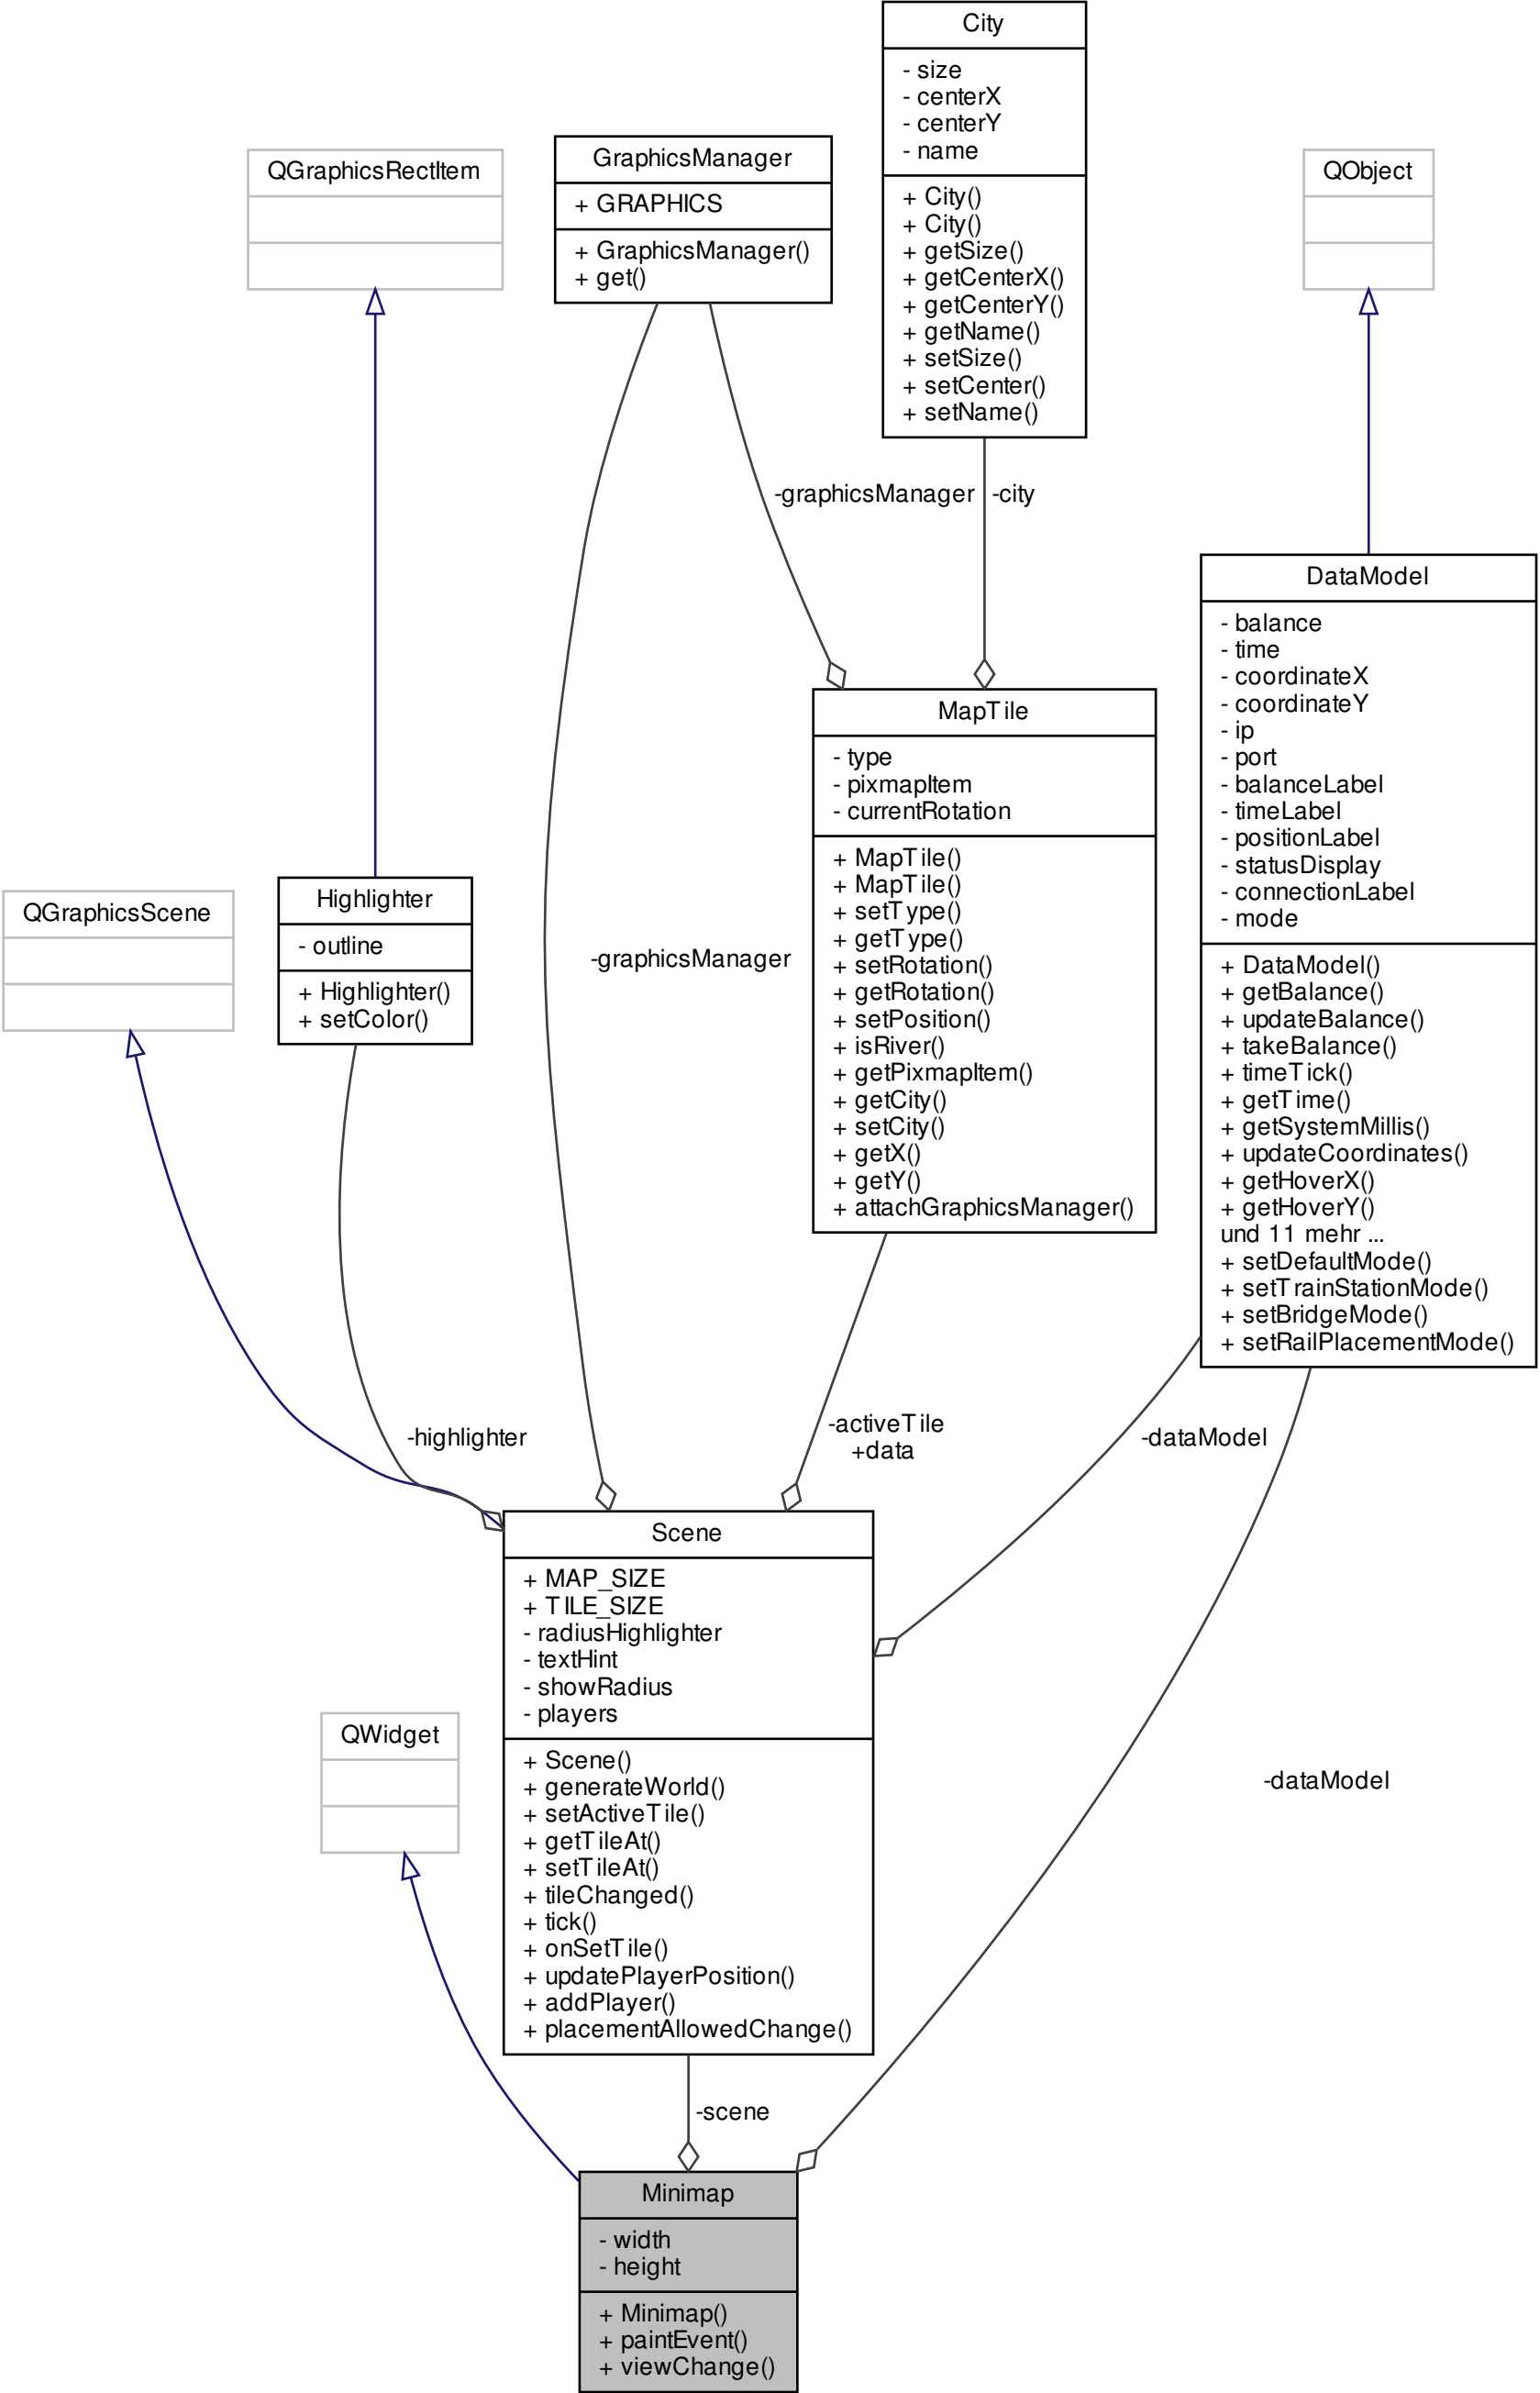 City
- size
- centerX
- centerY
- name
+ City()
+ City()
+ getSize()
+ getCenterX()
+ getCenterY()
+ getName()
+ setSize()
+ setCenter()
+ setName()
GraphicsManager
+ GRAPHICS
+ GraphicsManager()
+ get()
QGraphicsRectItem
QObject
-graphicsManager
-city
DataModel
- balance
- time
- coordinateX
- coordinateY
- ip
- port
- balanceLabel
- timeLabel
- positionLabel
- statusDisplay
- connectionLabel
- mode
+ DataModel()
+ getBalance()
+ updateBalance()
+ takeBalance()
+ timeTick()
+ getTime()
+ getSystemMillis()
+ updateCoordinates()
+ getHoverX()
+ getHoverY()
und 11 mehr ...
+ setDefaultMode()
+ setTrainStationMode()
+ setBridgeMode()
+ setRailPlacementMode()
MapTile
- type
- pixmapItem
- currentRotation
+ MapTile()
+ MapTile()
+ setType()
+ getType()
+ setRotation()
+ getRotation()
+ setPosition()
+ isRiver()
+ getPixmapItem()
+ getCity()
+ setCity()
+ getX()
+ getY()
+ attachGraphicsManager()
QGraphicsScene
Highlighter
- outline
+ Highlighter()
+ setColor()
-graphicsManager
-highlighter
-activeTile
+data
-dataModel
Scene
+ MAP_SIZE
+ TILE_SIZE
- radiusHighlighter
- textHint
- showRadius
- players
+ Scene()
+ generateWorld()
+ setActiveTile()
+ getTileAt()
+ setTileAt()
+ tileChanged()
+ tick()
+ onSetTile()
+ updatePlayerPosition()
+ addPlayer()
+ placementAllowedChange()
QWidget
-dataModel
-scene
Minimap
- width
- height
+ Minimap()
+ paintEvent()
+ viewChange()